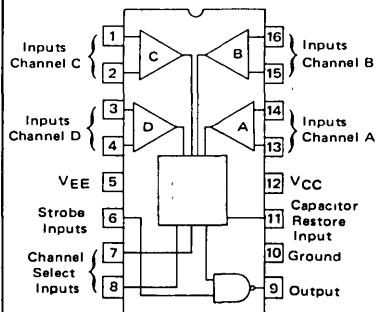 1
Inputs
Channel C
2
C
16
Inputs
Channel B
15
B
3
Inputs
Channel D
4
D
14
Inputs
Channel A
13
A
VEE
5
12
VCC
Strobe
Inputs
6
11
Capacitor
Restore
Input
7
Channel
Select
Inputs
8
10
Ground
9
Output